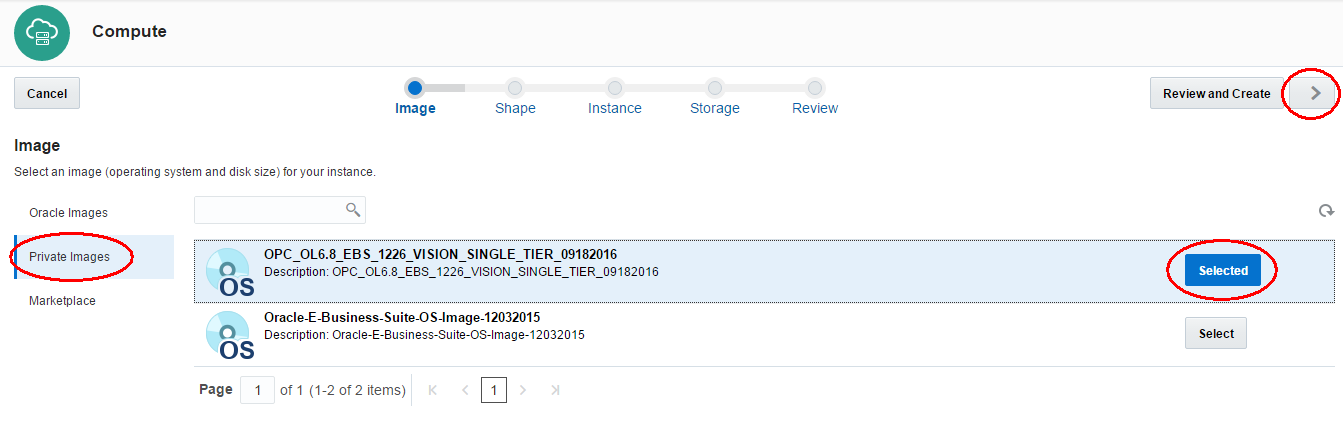 Compute
Cancel
Image Shape Instance Storage Review
Review and Create
Image
Select an image (operating system and disk size) for your instance.
Oracle Images
Private Images
Marketplace
OPC_OL6.8_EBS_1226_VISION_SINGLE_TIER_09182016
Description: OPC_OL6.8_EBS_1226_VISION_SINGLE_TIER_09182016
OS
Selected
Oracle-E-Business-Suite-OS-Image-12032015
Description: Oracle-E-Business-Suite-OS-Image-12032015
OS
Select
Page 1 of 1 (1-2 of 2 items) 1